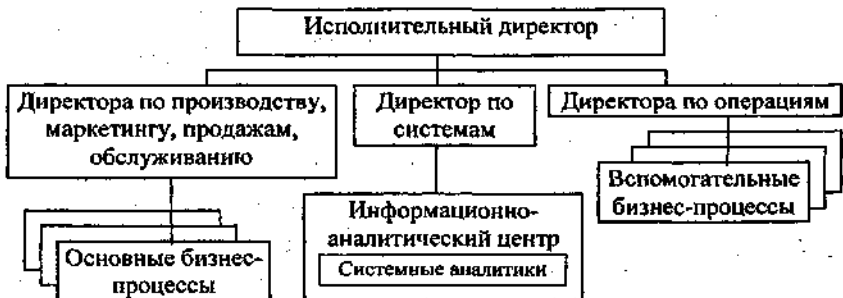 Исполнительный директор
Директора по производству,
маркетингу, продажам,
обслуживанию
Директор по
системам
Директора по операциям
Основные бизнес-
процессы
Информационно-
аналитический центр
Системные аналитики
Вспомогательные
бизнес-процессы